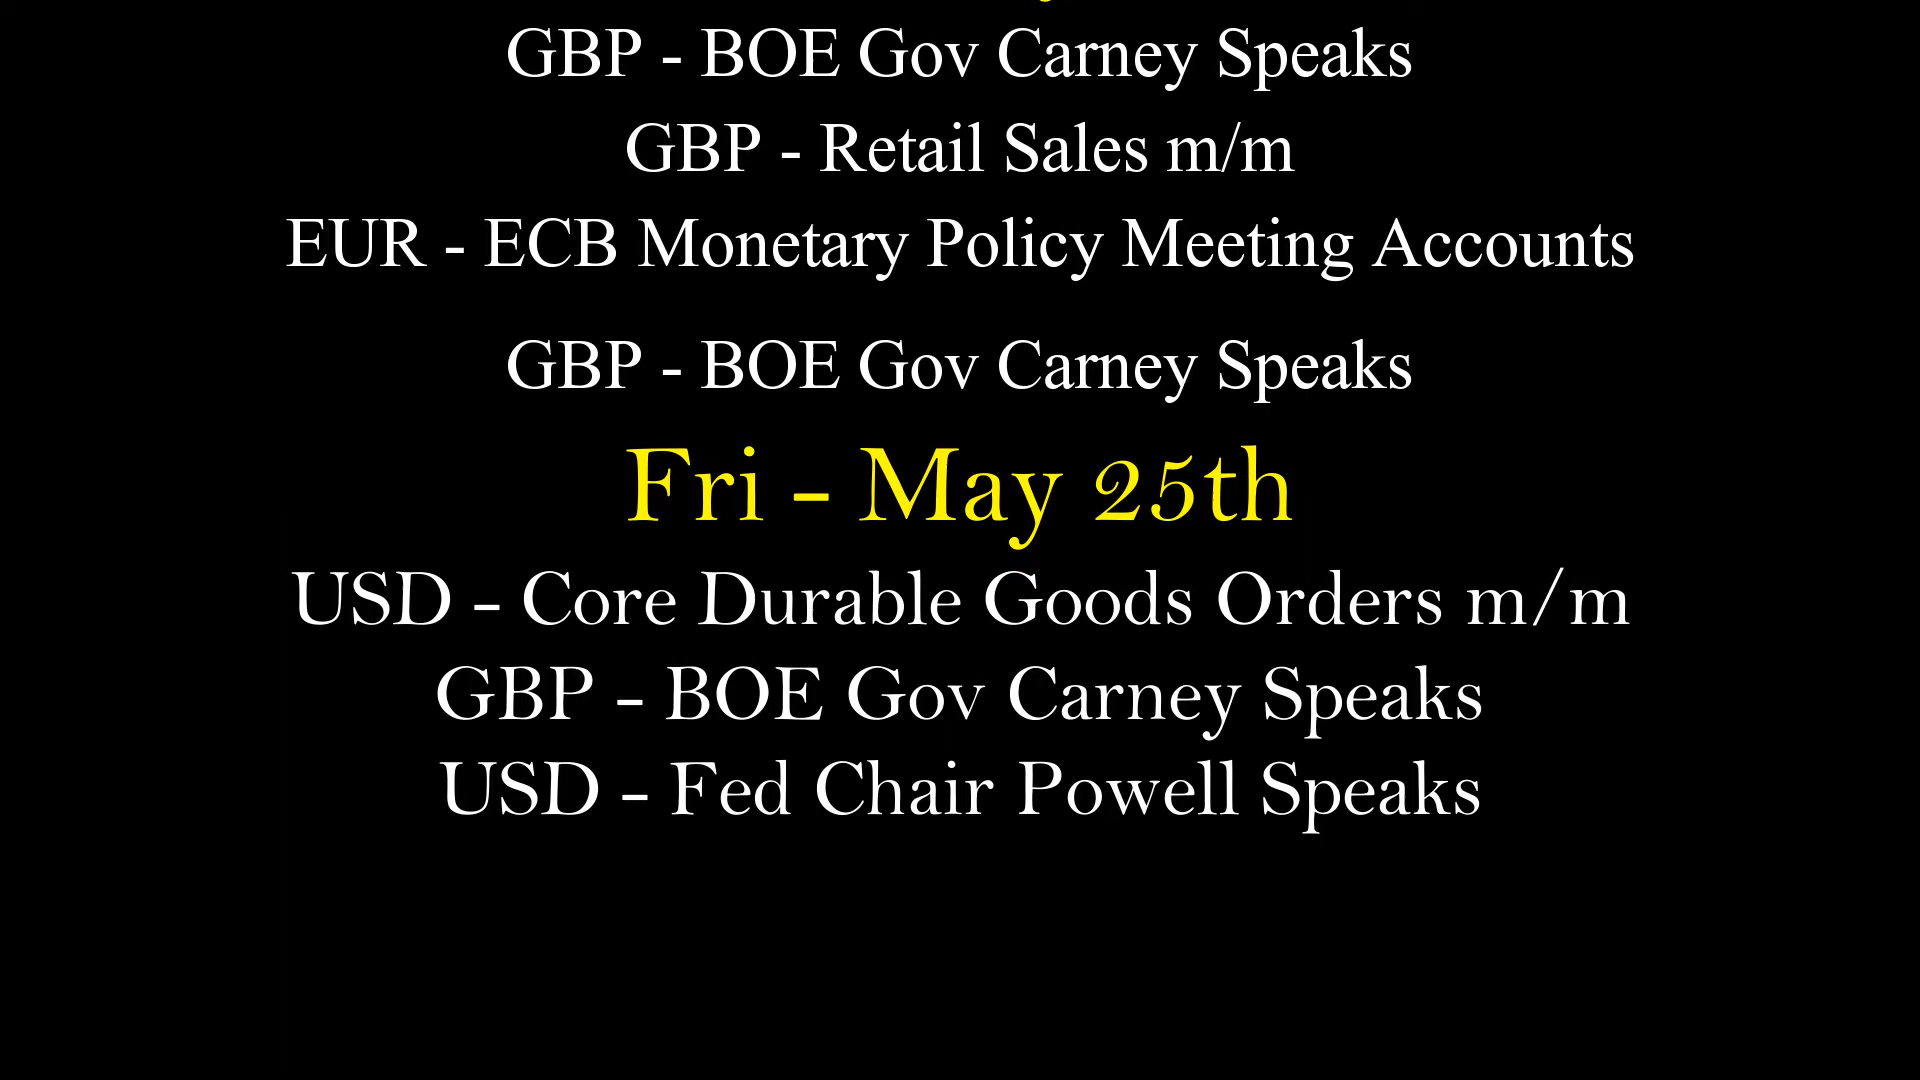 GBP - BOE Gov Carney Speaks
GBP - Retail Sales m/m
EUR - ECB Monetary Policy Meeting Accounts
GBP - BOE Gov Carney Speaks
Fri - May 25th
USD - Core Durable Goods Orders m/m
GBP - BOE Gov Carney Speaks
USD - Fed Chair Powell Speaks